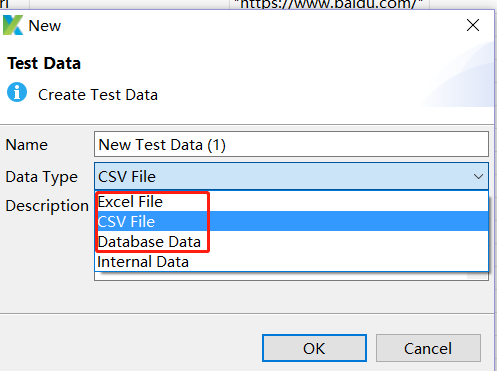 "https://www.baidu.com/"
New
Test Data
Create Test Data
Name New Test Data (1)
Data Type CSV File
Description Excel File
CSV File
Database Data
Internal Data
OK Cancel